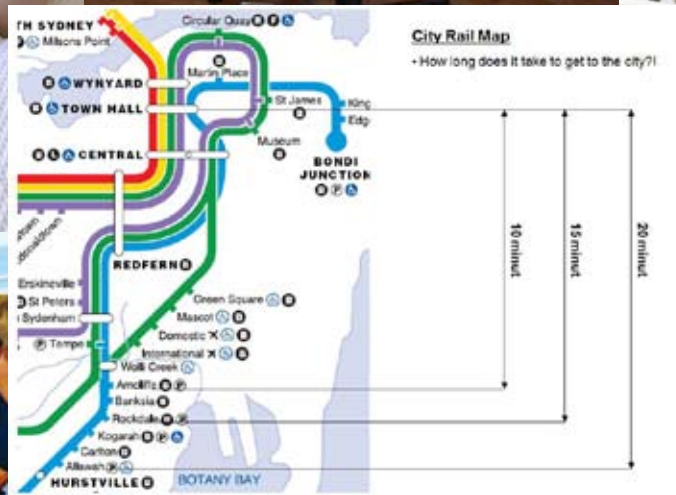 TH SYDNEY
Milsons Point
Circular Quay
WYNYARD
Martin Place
TOWN HALL
St James
King
Edg
CENTRAL
Museum
BONDI
JUNCTION
REDFERN
Erskineville
St Peters
Sydenham
Tempe
Green Square
Mascot
Domestic
International
Wolli Creek
Arncliffe
Banksia
Rockdale
Kogarah
Carlton
Allawah
HURSTVILLE
BOTANY BAY
City Rail Map
• How long does it take to get to the city?!
10 minut
15 minut
20 minut